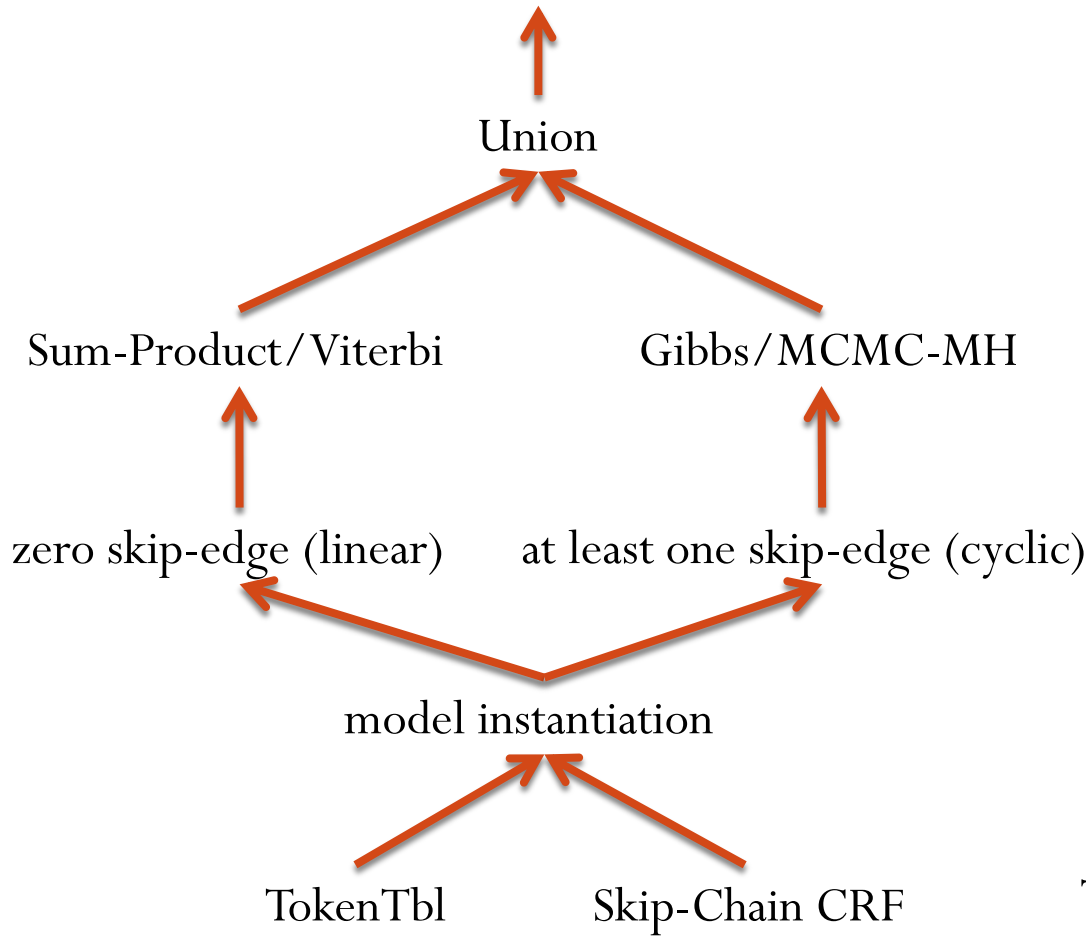 Union
Sum-Product/Viterbi Gibbs/MCMC-MH
zero skip-edge (linear) at least one skip-edge (cyclic)
model instantiation
TokenTbl Skip-Chain CRF